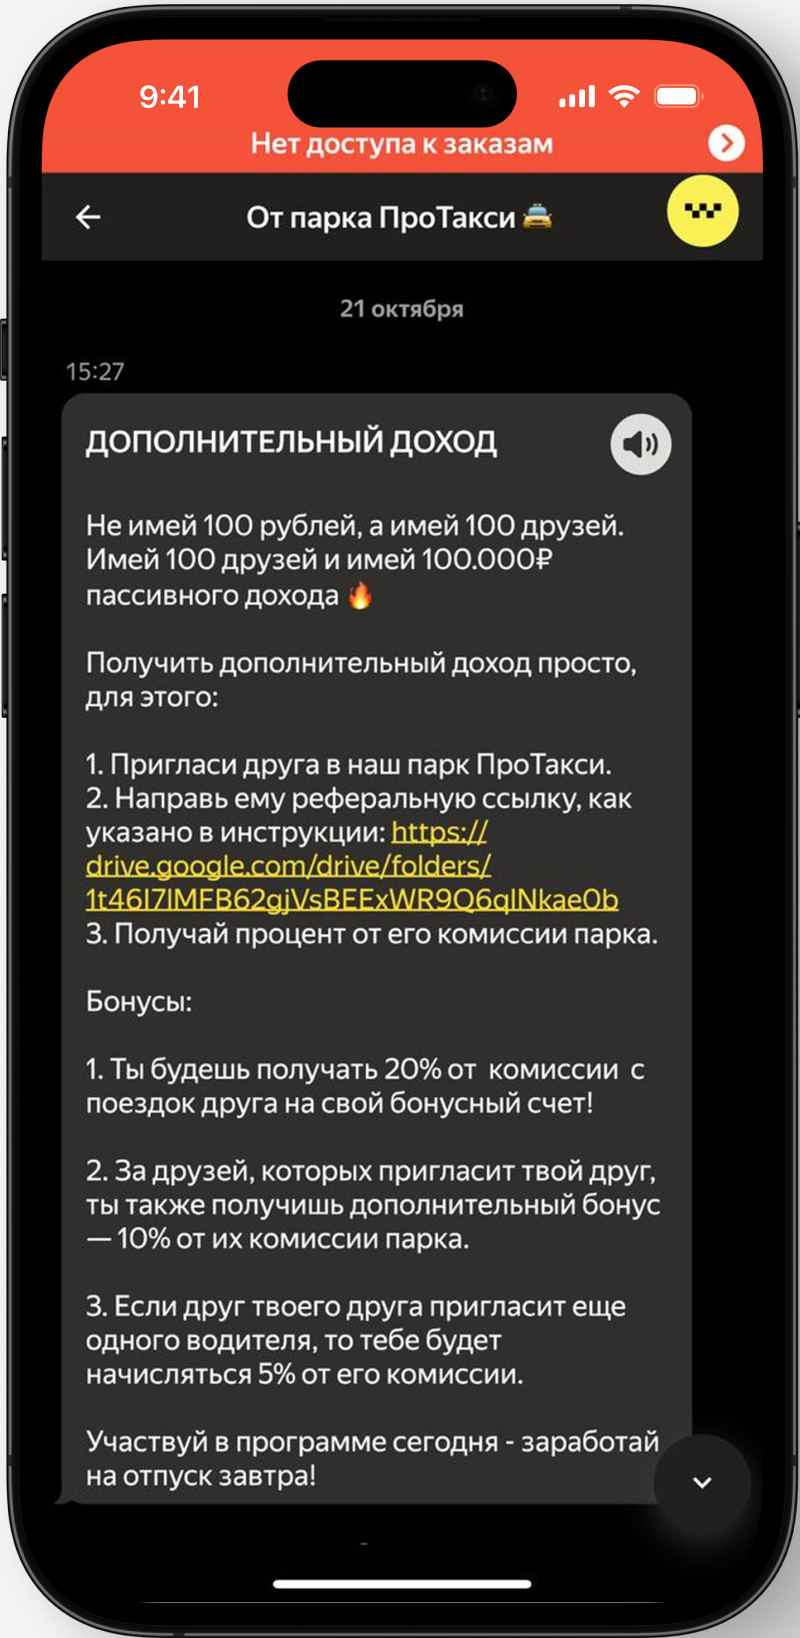 9:41
Нет доступа к заказам
От парка ПроТакси 🚖
21 октября
15:27
ДОПОЛНИТЕЛЬНЫЙ ДОХОД
Не имей 100 рублей, а имей 100 друзей.
Имей 100 друзей и имей 100.000₽
пассивного дохода 🔥
Получить дополнительный доход просто,
для этого:
1. Пригласи друга в наш парк ПроТакси.
2. Направь ему реферальную ссылку, как
указано в инструкции: https://
drive.google.com/drive/folders/
1t46I7lMFB62gjVsBEExWR9Q6qlNkae0b
3. Получай процент от его комиссии парка.
Бонусы:
1. Ты будешь получать 20% от  комиссии  с
поездок друга на свой бонусный счет!
2. За друзей, которых пригласит твой друг,
ты также получишь дополнительный бонус
— 10% от их комиссии парка.
3. Если друг твоего друга пригласит еще
одного водителя, то тебе будет
начисляться 5% от его комиссии.
Участвуй в программе сегодня - заработай
на отпуск завтра!